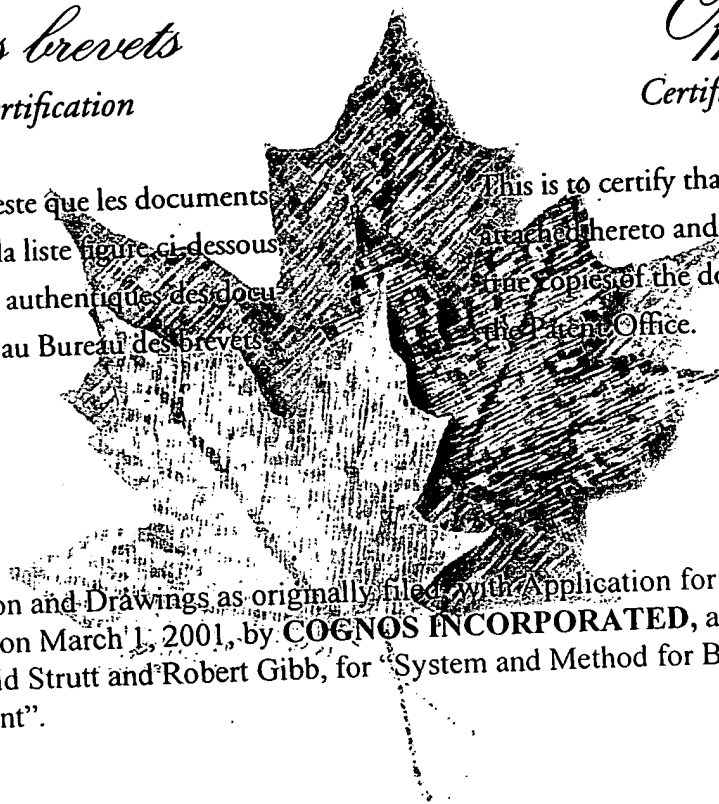 brevets
rtification
Certif
este que les documents
la liste figure ci-dessous
authentiques des docu
au Bureau des brevets
This is to certify tha
attached hereto and
true copies of the do
the Patent Office.
on and Drawings as originally filed, with Application for
on March 1, 2001, by COGNOS INCORPORATED, a
id Strutt and Robert Gibb, for “System and Method for B
nt”.